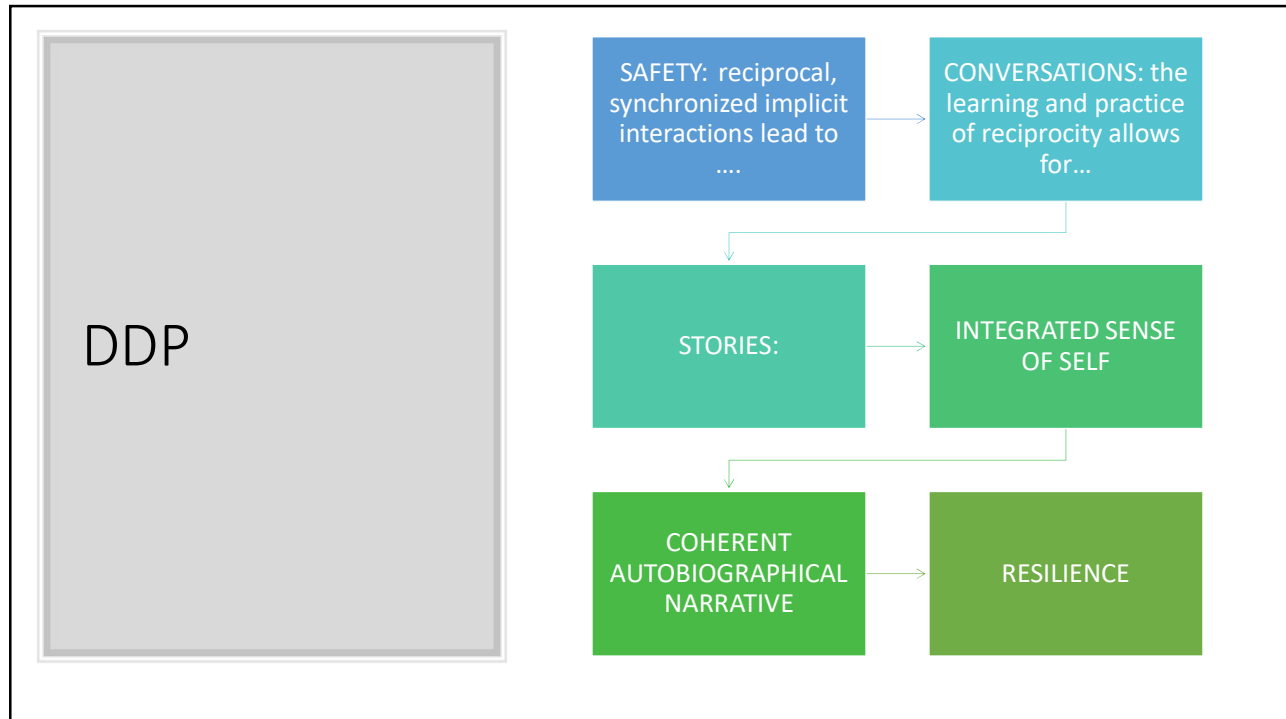 DDP
SAFETY: reciprocal,
synchronized implicit
interactions lead to
....
CONVERSATIONS: the
learning and practice
of reciprocity allows
for...
STORIES:
INTEGRATED SENSE
OF SELF
COHERENT
AUTOBIOGRAPHICAL
NARRATIVE
RESILIENCE